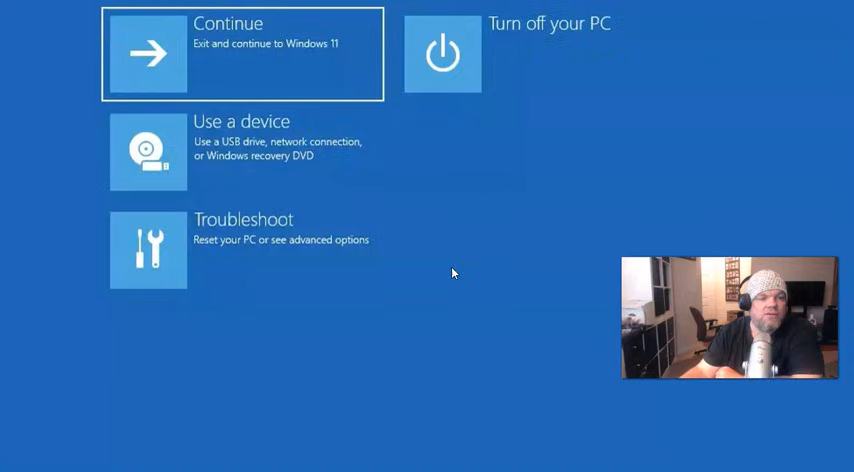 Continue
Exit and continue to Windows 11
Turn off your PC
Use a device
Use a USB drive, network connection,
or Windows recovery DVD
Troubleshoot
Reset your PC or see advanced options